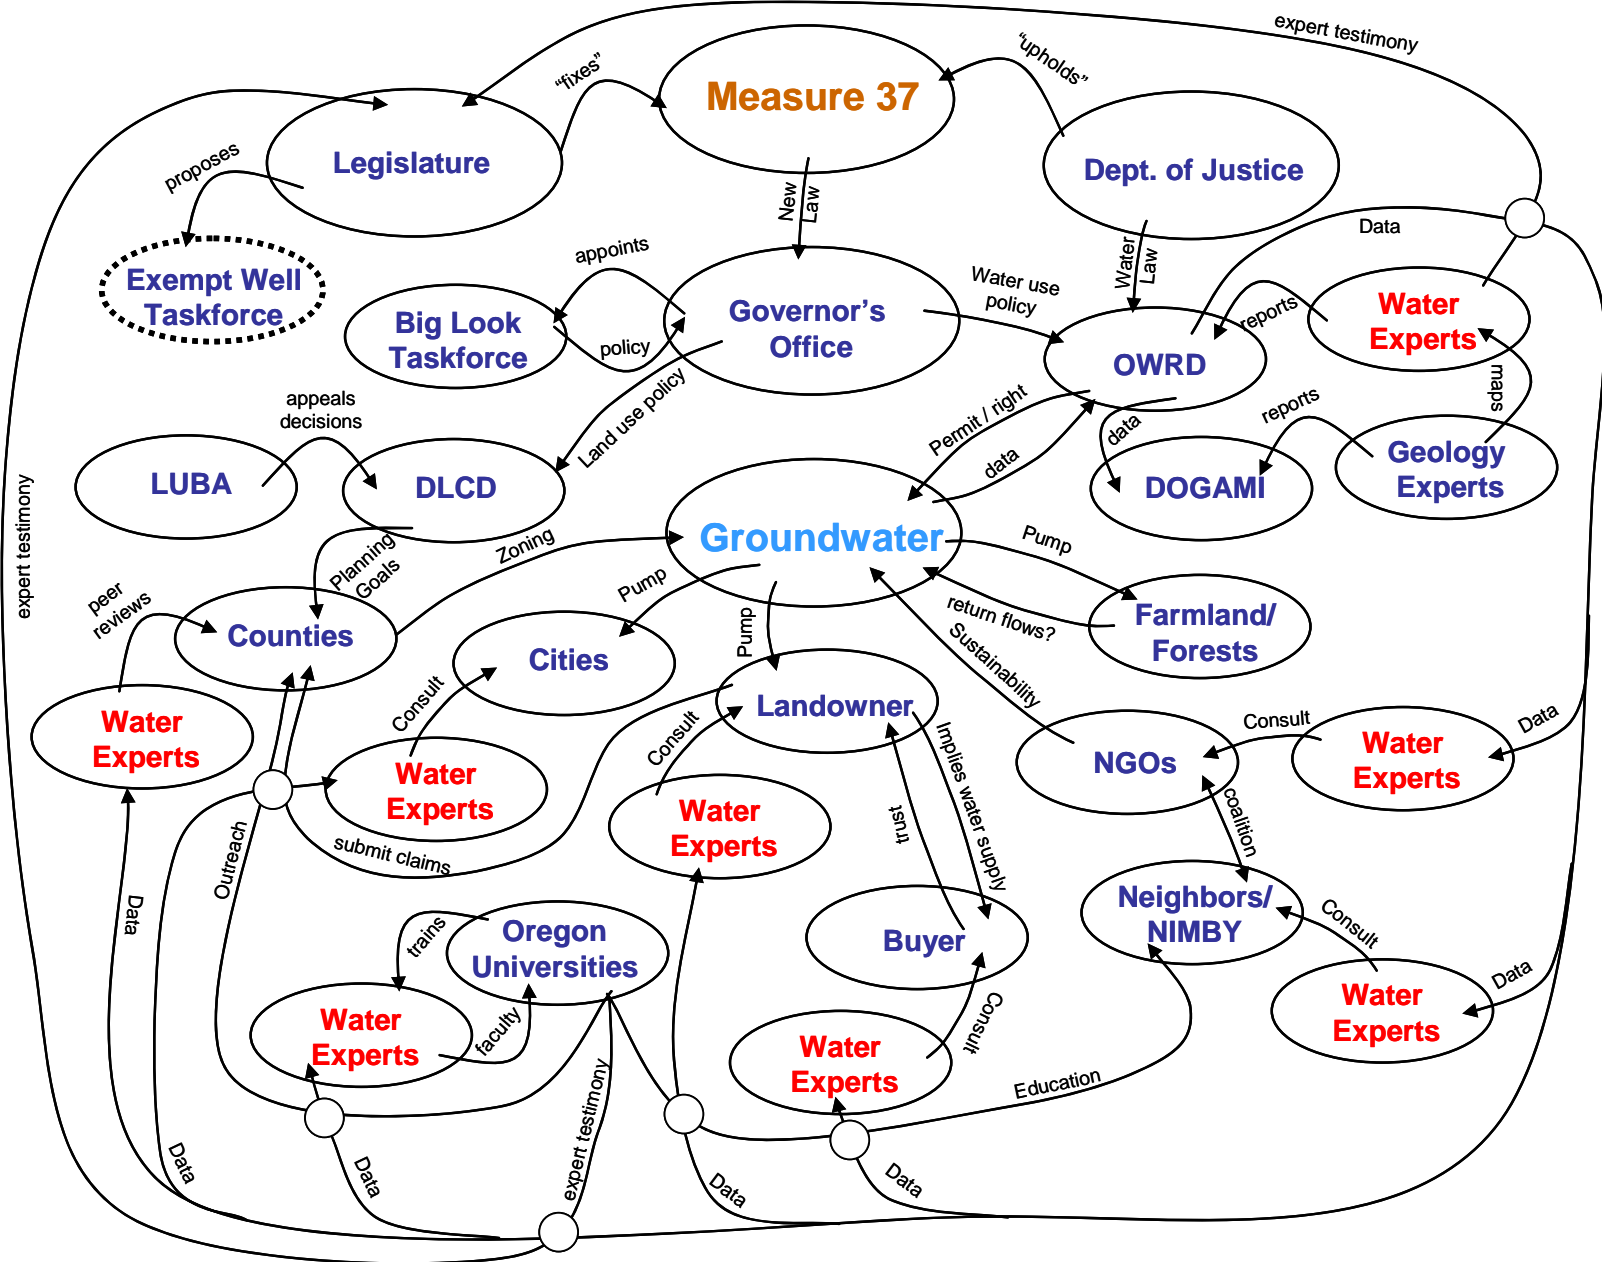 expert testimony
"fixes"
Measure 37
"upholds"
Legislature
Dept. of Justice
proposes
New
Law
Water
Law
Data
Exempt Well
Taskforce
appoints
Big Look
Taskforce
policy
Governor's
Office
Water use
policy
OWRD
reports
Water
Experts
maps
Land use policy
appeals
decisions
LUBA
DLCD
Permit / right
data
data
DOGAMI
reports
Geology
Experts
expert testimony
Planning
Goals
Zoning
Groundwater
Pump
Pump
Pump
return flows?
Farmland/
Forests
peer
reviews
Counties
Cities
Sustainability
Water
Experts
Consult
Water
Experts
Landowner
Consult
Water
Experts
Implies water supply
trust
NGOs
Consult
Water
Experts
Data
coalition
submit claims
Outreach
Data
Oregon
Universities
trains
Water
Experts
faculty
Buyer
Consult
Water
Experts
Neighbors/
NIMBY
Consult
Water
Experts
Data
Education
expert testimony
Data
Data
Data
Data